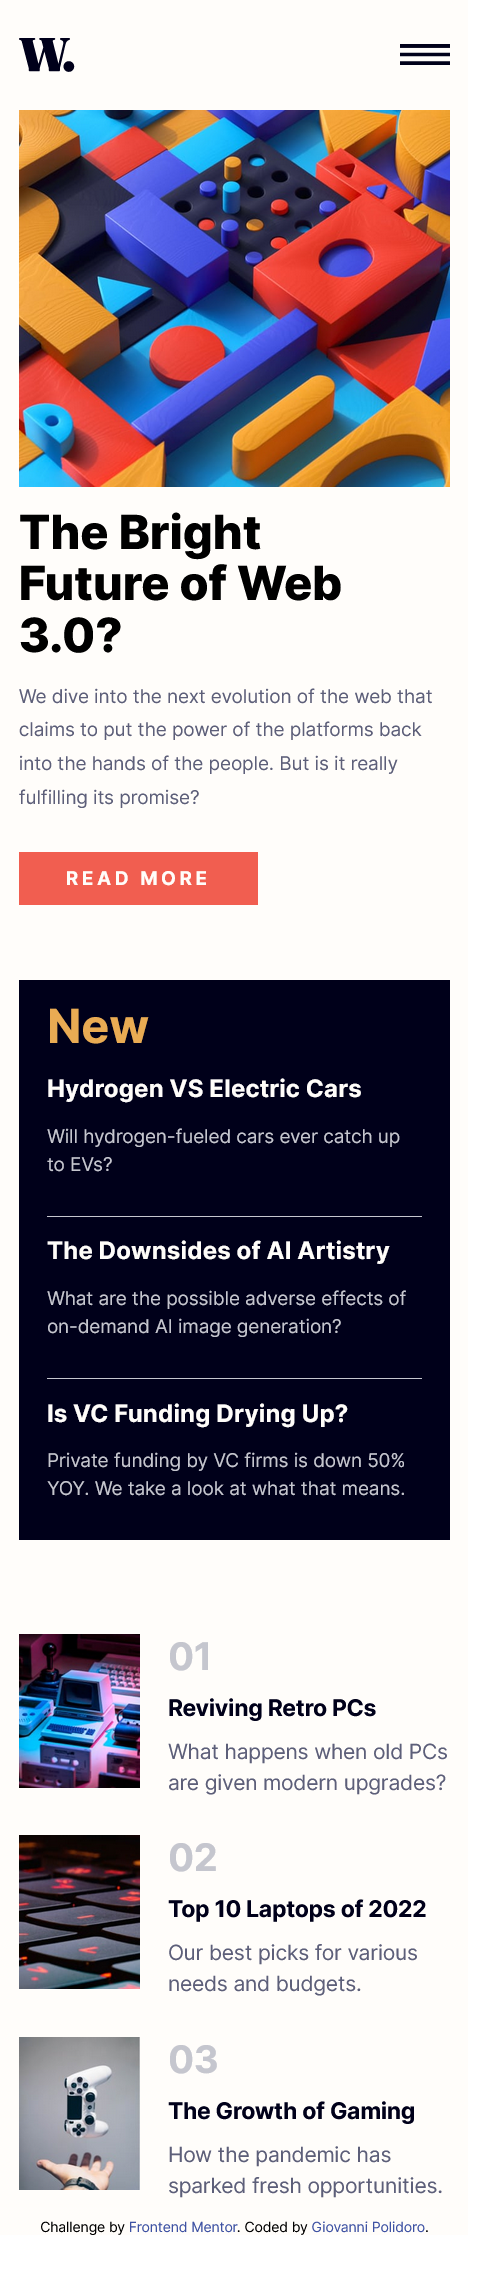 W.
The Bright
Future of Web
3.0?
We dive into the next evolution of the web that
claims to put the power of the platforms back
into the hands of the people. But is it really
fulfilling its promise?
READ MORE
New
Hydrogen VS Electric Cars
Will hydrogen-fueled cars ever catch up
to EVs?
The Downsides of AI Artistry
What are the possible adverse effects of
on-demand AI image generation?
Is VC Funding Drying Up?
Private funding by VC firms is down 50%
YOY. We take a look at what that means.
01
Reviving Retro PCs
What happens when old PCs
are given modern upgrades?
02
Top 10 Laptops of 2022
Our best picks for various
needs and budgets.
03
The Growth of Gaming
How the pandemic has
sparked fresh opportunities.
Challenge by Frontend Mentor. Coded by Giovanni Polidoro.